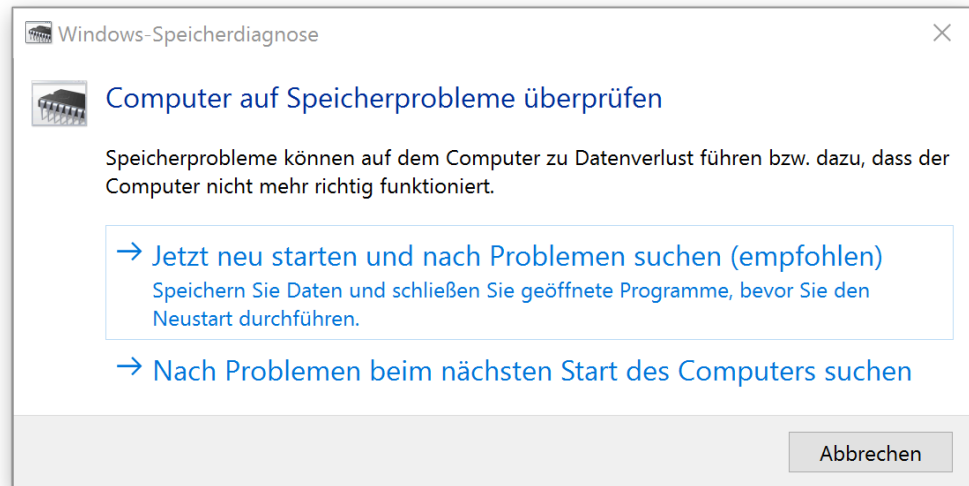 Windows-Speicherdiagnose
Computer auf Speicherprobleme überprüfen
Speicherprobleme können auf dem Computer zu Datenverlust führen bzw. dazu, dass der
Computer nicht mehr richtig funktioniert.
Jetzt neu starten und nach Problemen suchen (empfohlen)
Speichern Sie Daten und schließen Sie geöffnete Programme, bevor Sie den
Neustart durchführen.
Nach Problemen beim nächsten Start des Computers suchen
Abbrechen